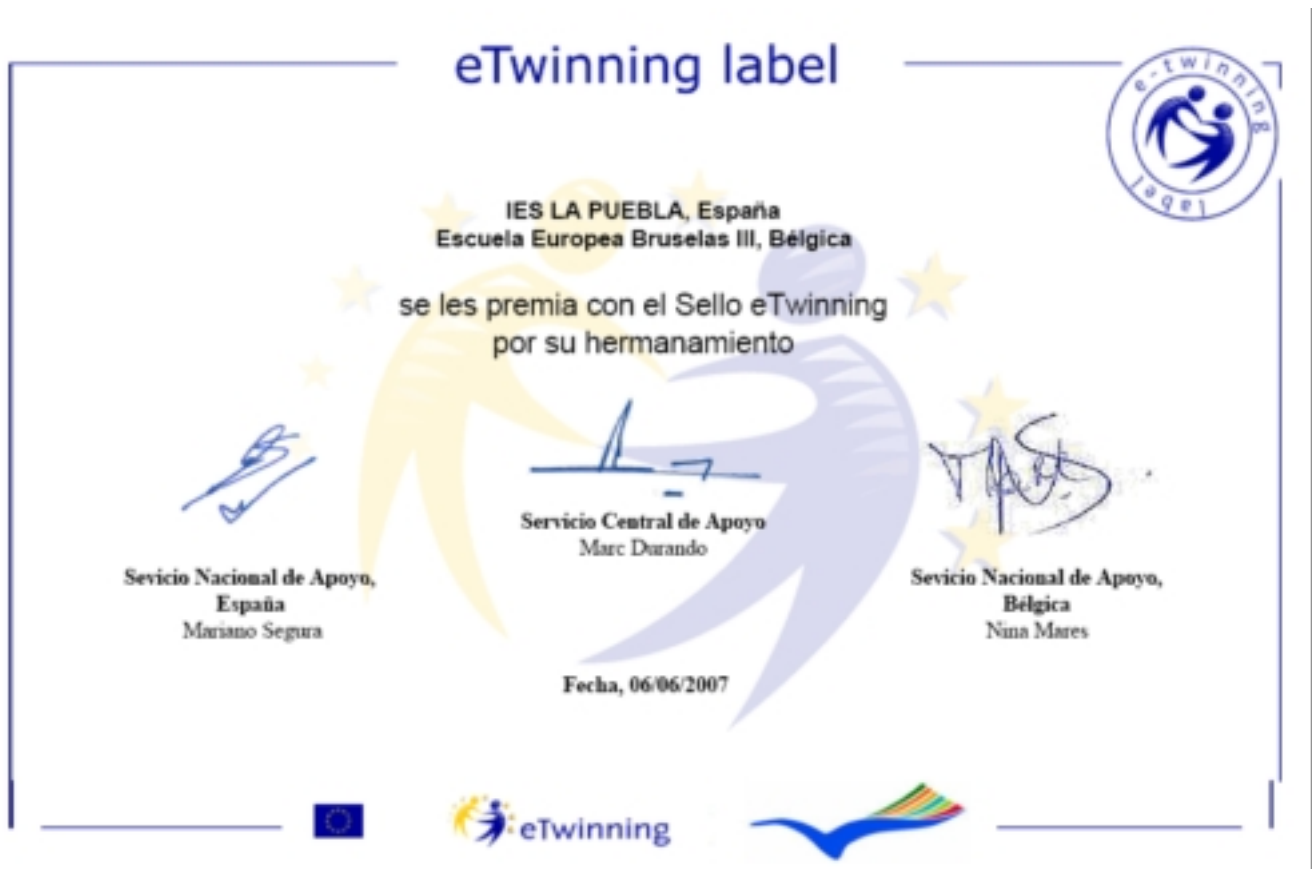 eTwinning label
e-twinning label
IES LA PUEBLA, España
Escuela Europea Bruselas III, Bélgica
se les premia con el Sello eTwinning
por su hermanamiento
Servicio Central de Apoyo
Marc Durando
Sevicio Nacional de Apoyo,
España
Mariano Segura
Sevicio Nacional de Apoyo,
Bélgica
Nina Mares
Fecha, 06/06/2007
eTwinning